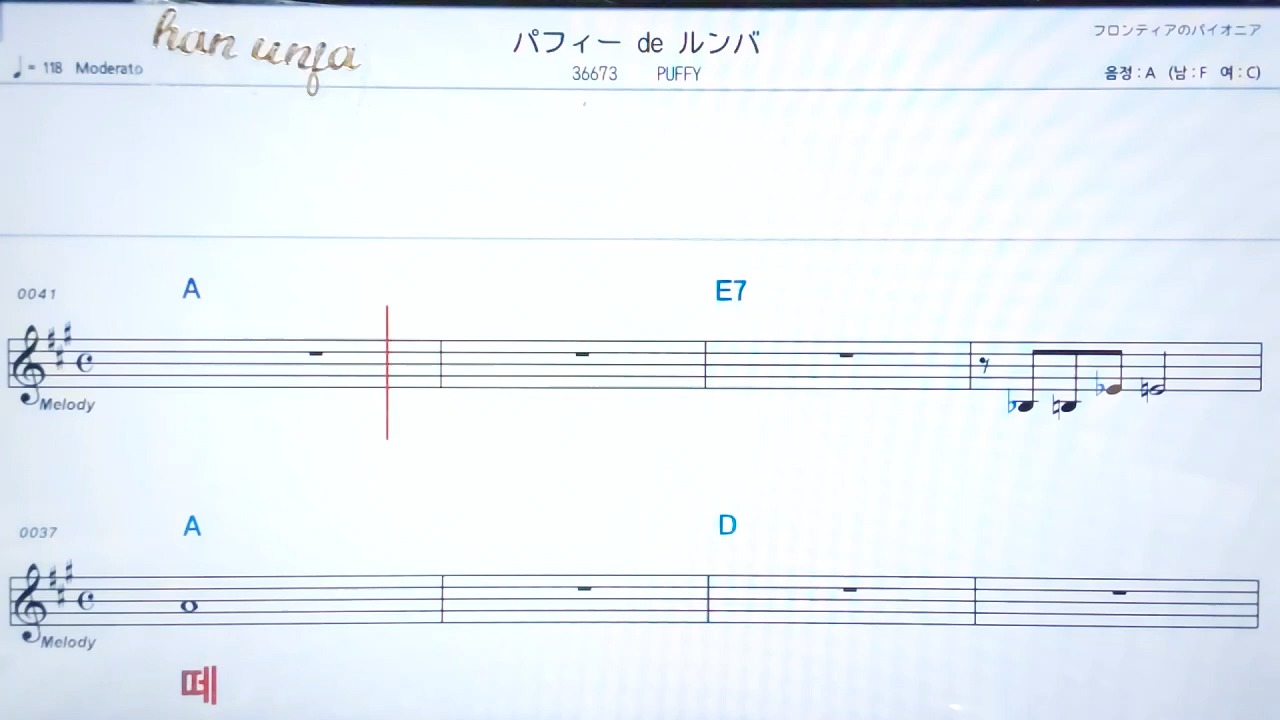 han unja
パフィー de ルンバ
フロンティアのパイオニア
♩= 118 Moderato
36673 PUFFY
음정 : A (남 : F 여 : C)
0041
A E7
Melody
0037
A D
Melody
떼